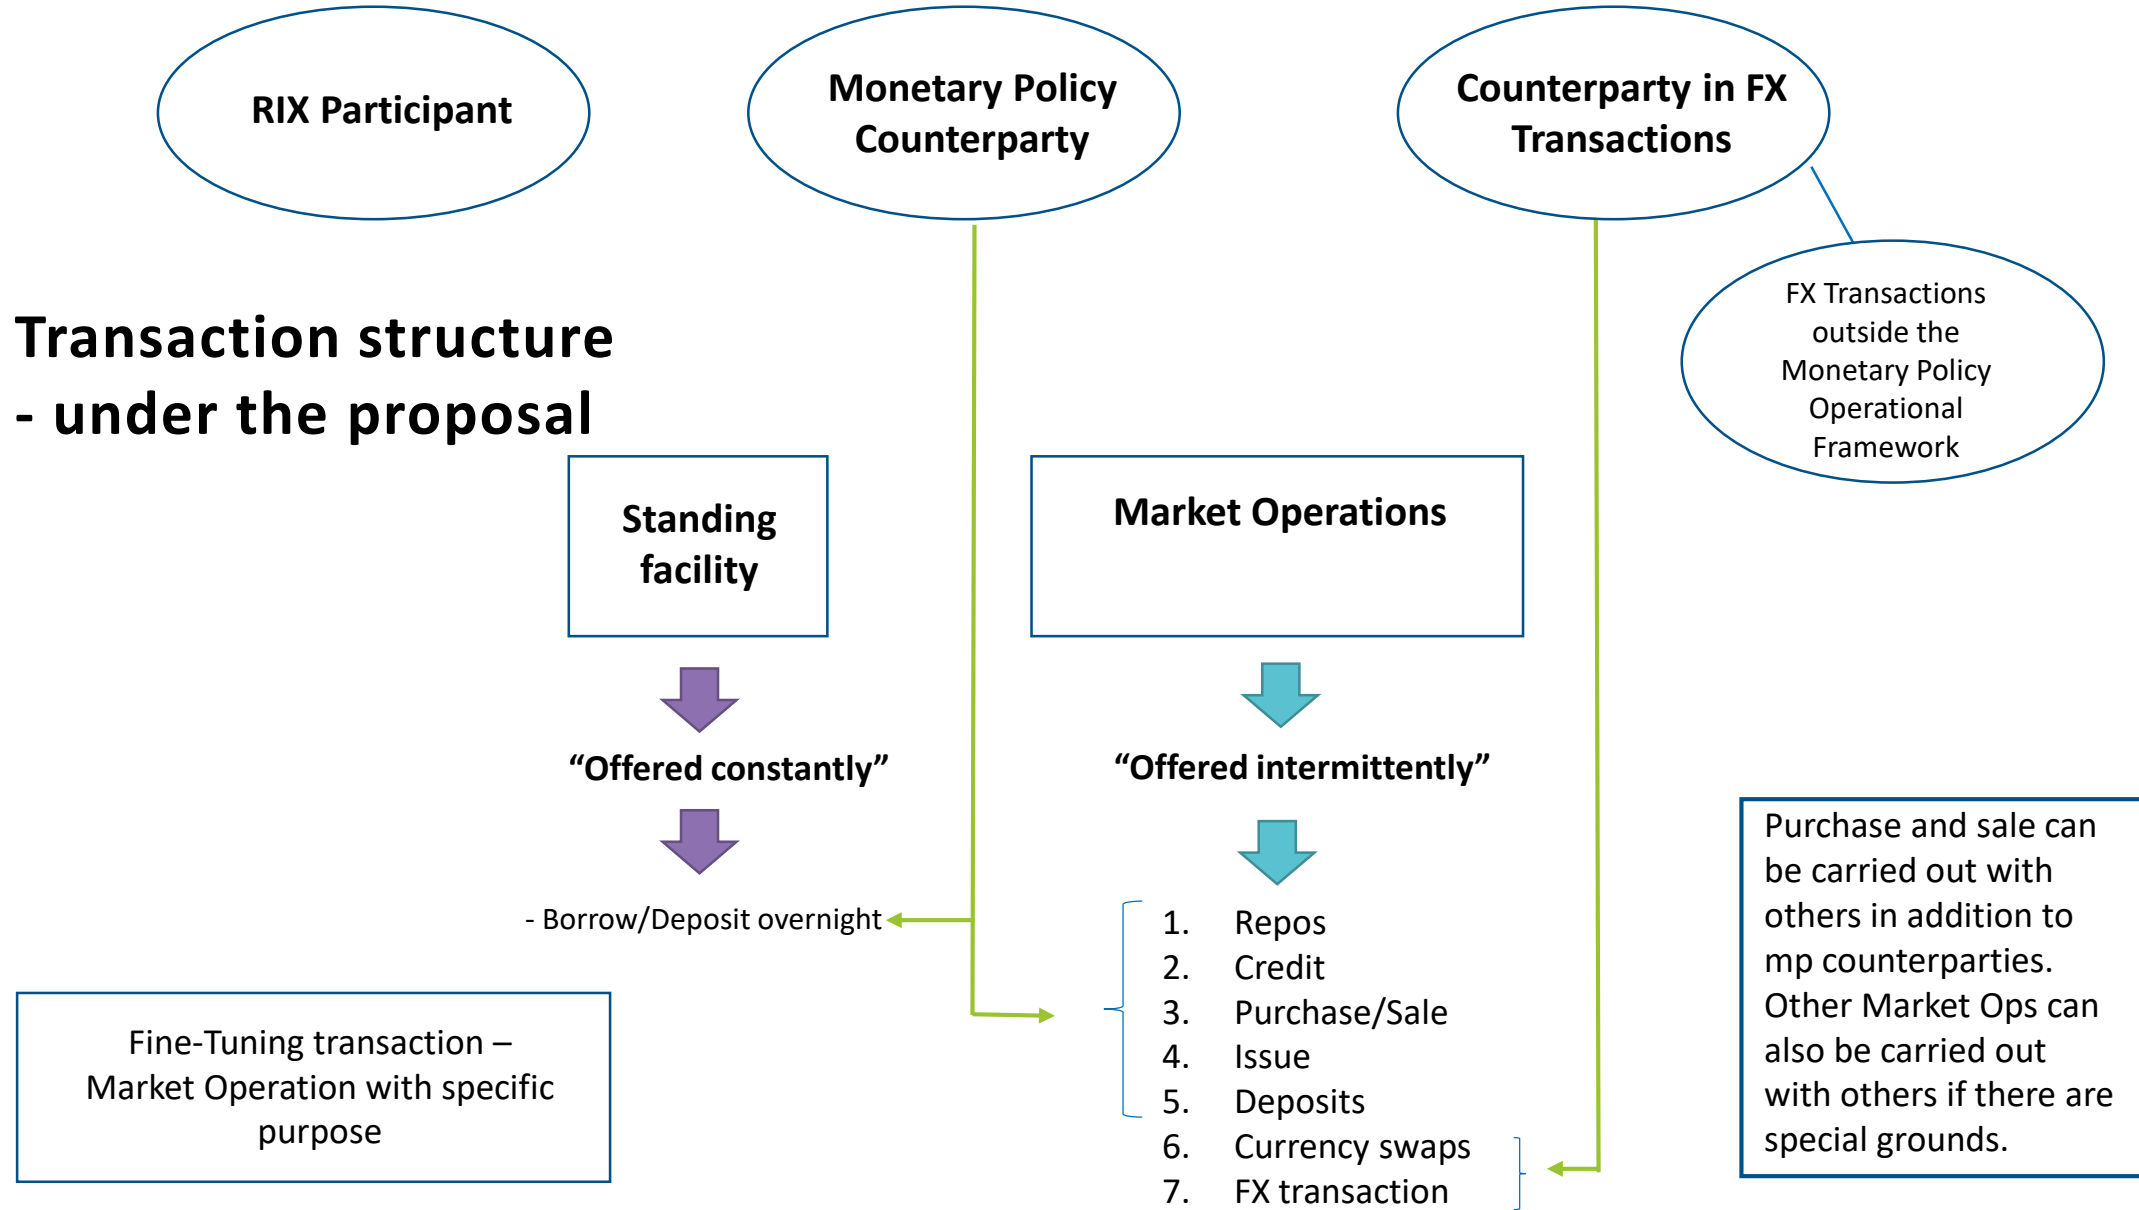 RIX Participant
Monetary Policy
Counterparty
Counterparty in FX
Transactions
FX Transactions
outside the
Monetary Policy
Operational
Framework
Transaction structure
- under the proposal
Standing
facility
Market Operations
“Offered constantly”
“Offered intermittently”
- Borrow/Deposit overnight
1. Repos
2. Credit
3. Purchase/Sale
4. Issue
5. Deposits
6. Currency swaps
7. FX transaction
Fine-Tuning transaction –
Market Operation with specific
purpose
Purchase and sale can
be carried out with
others in addition to
mp counterparties.
Other Market Ops can
also be carried out
with others if there are
special grounds.